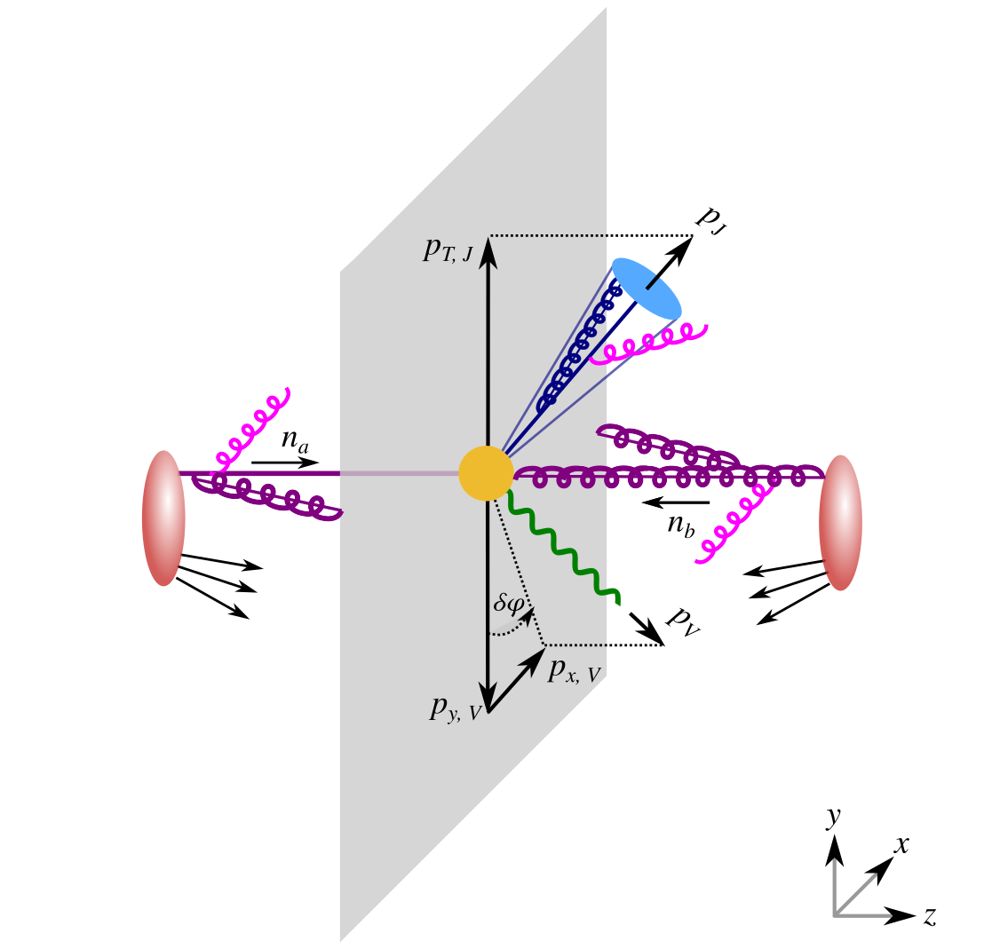 p_J
p_{T, J}
n_a
n_b
δφ
p_V
p_{x, V}
p_{y, V}
y
x
z